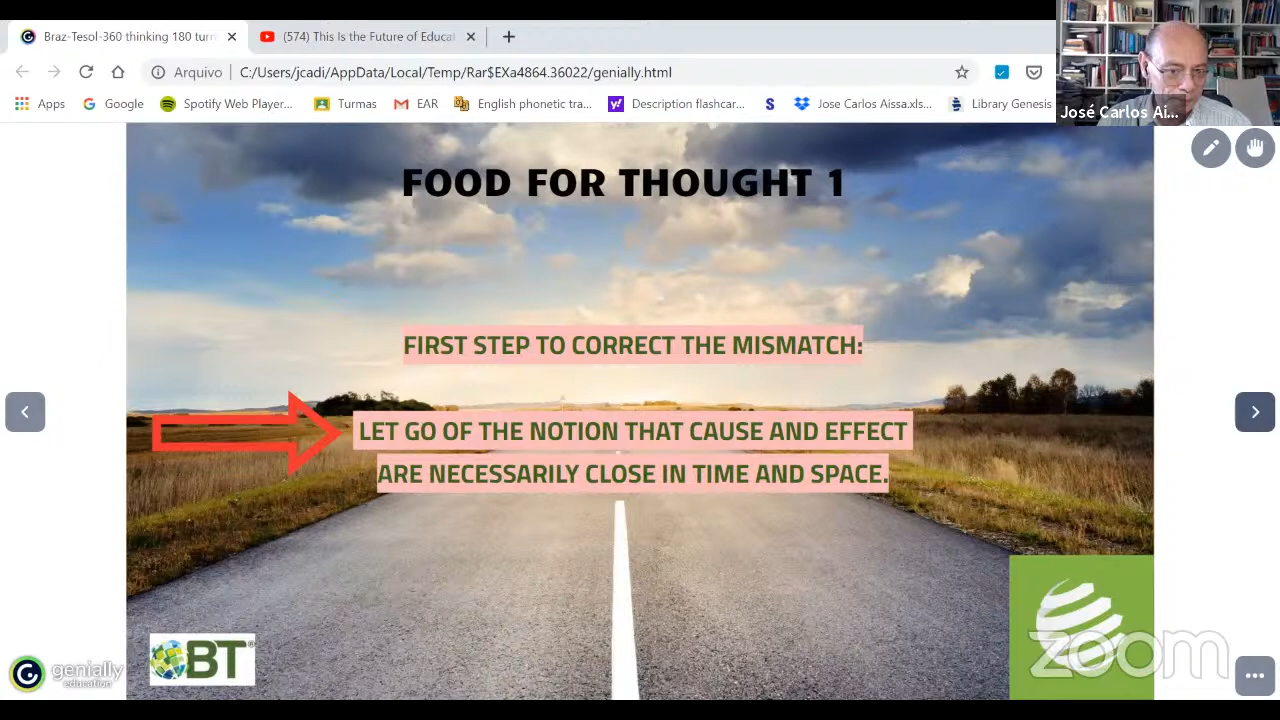 Braz-Tesol-360 thinking 180 turn
(574) This Is the Future of Educat
Arquivo
C:/Users/jcadi/AppData/Local/Temp/Rar$EXa4864.36022/genially.html
Apps
Google
Spotify Web Player...
Turmas
EAP
English phonetic tra...
Description flashcar...
Jose Carlos Aissa.xls...
Library Genesis
José Carlos Ai...
FOOD FOR THOUGHT 1
FIRST STEP TO CORRECT THE MISMATCH:
LET GO OF THE NOTION THAT CAUSE AND EFFECT
ARE NECESSARILY CLOSE IN TIME AND SPACE.
BT®
genially
education
zoom